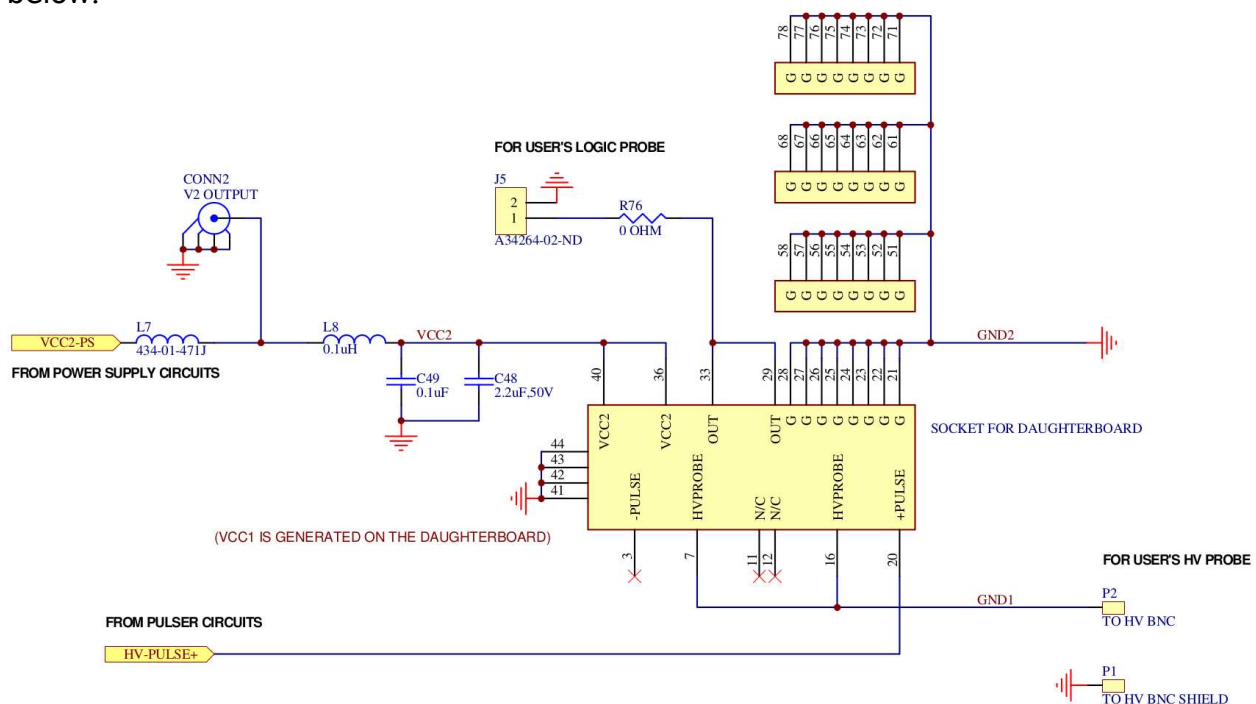 below.
78 77 76 75 74 73 72 71
G G G G G G G G
68 67 66 65 64 63 62 61
G G G G G G G G
58 57 56 55 54 53 52 51
G G G G G G G G
FOR USER'S LOGIC PROBE
J5
2
1
A34264-02-ND
R76
0 OHM
CONN2
V2 OUTPUT
VCC2-PS
L7
434-01-471J
L8
0.1uH
VCC2
GND2
FROM POWER SUPPLY CIRCUITS
C49
0.1uF
C48
2.2uF,50V
40 36 33 29 28 27 26 25 24 23 22 21
VCC2 VCC2 OUT OUT G G G G G G G G
SOCKET FOR DAUGHTERBOARD
44
43
42
41
-PULSE HVPROBE N/C N/C HVPROBE +PULSE
3 7 11 12 16 20
(VCC1 IS GENERATED ON THE DAUGHTERBOARD)
FOR USER'S HV PROBE
GND1
P2
TO HV BNC
FROM PULSER CIRCUITS
HV-PULSE+
P1
TO HV BNC SHIELD